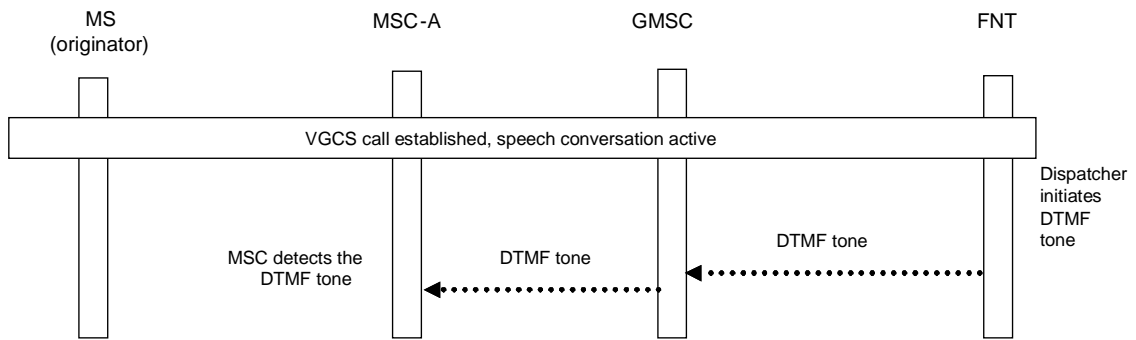 MS
(originator)
MSC-A
GMSC
FNT
VGCS call established, speech conversation active
Dispatcher
initiates
DTMF
tone
MSC detects the
DTMF tone
DTMF tone
DTMF tone